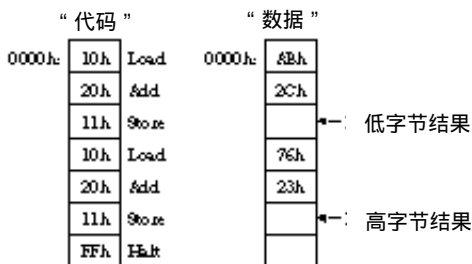 “代码” “数据”
0000h: 10h Load 0000h: ABh
20h Add 2Ch
11h Store 低字节结果
10h Load 76h
20h Add 23h
11h Store 高字节结果
FFh Halt